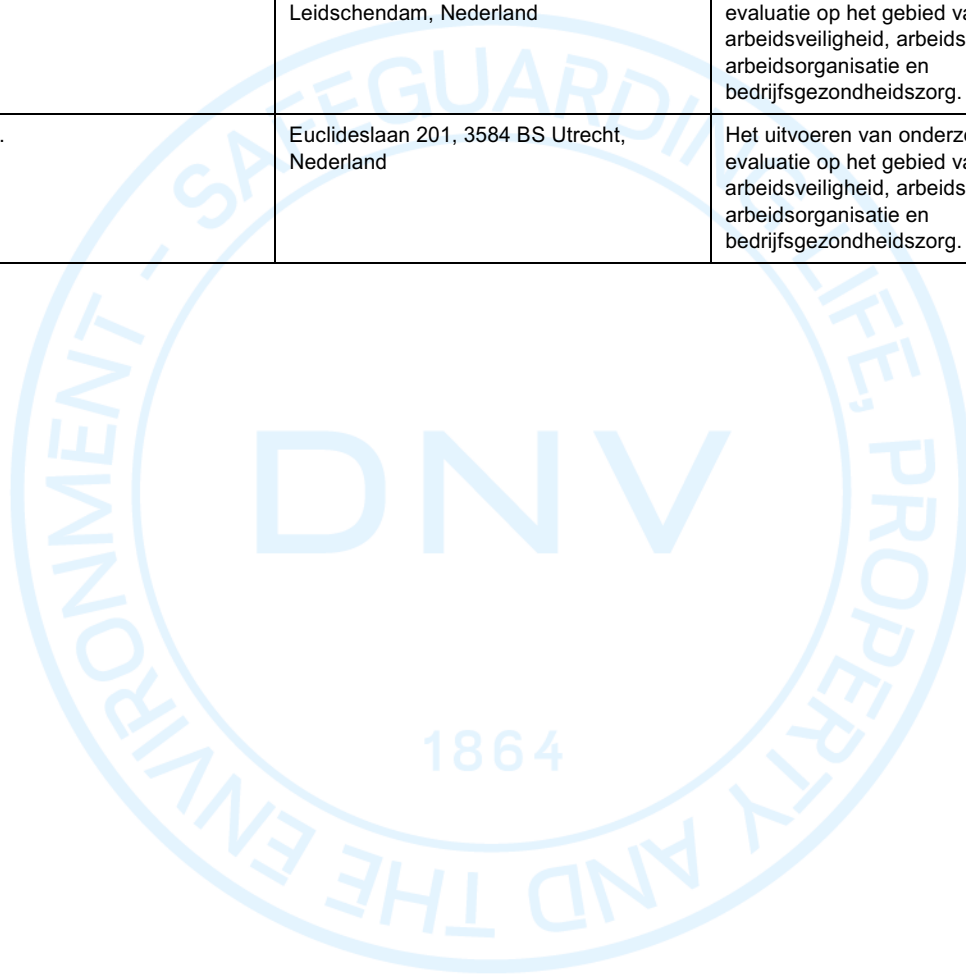 Leidschendam, Nederland
evaluatie op het gebied va
arbeidsveiligheid, arbeids
arbeidsorganisatie en
bedrijfsgezondheidszorg.
.
Euclideslaan 201, 3584 BS Utrecht,
Nederland
Het uitvoeren van onderzo
evaluatie op het gebied va
arbeidsveiligheid, arbeids
arbeidsorganisatie en
bedrijfsgezondheidszorg.
SAFEGUARDING LIFE, PROPERTY AND THE ENVIRONMENT -
DNV
1864